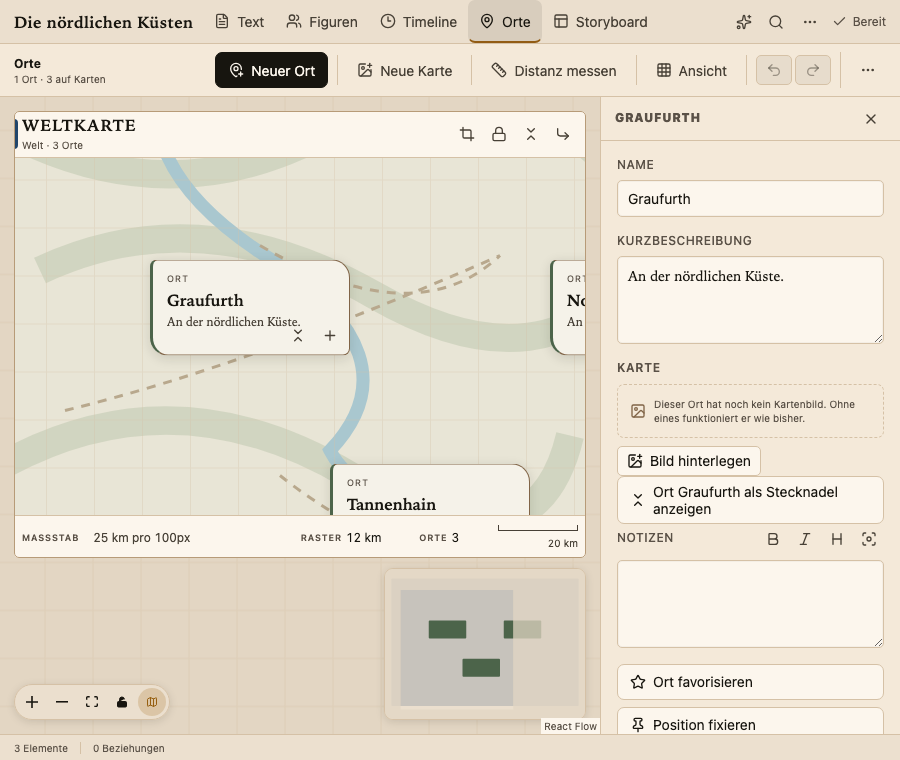 Die nördlichen Küsten
Text
Figuren
Timeline
Orte
Storyboard
Bereit
Orte
1 Ort · 3 auf Karten
Neuer Ort
Neue Karte
Distanz messen
Ansicht
WELTKARTE
Welt · 3 Orte
ORT
Graufurth
An der nördlichen Küste.
ORT
No
An
ORT
Tannenhain
MASSSTAB 25 km pro 100px
RASTER 12 km
ORTE 3
20 km
React Flow
3 Elemente
0 Beziehungen
GRAUFURTH
NAME
Graufurth
KURZBESCHREIBUNG
An der nördlichen Küste.
KARTE
Dieser Ort hat noch kein Kartenbild. Ohne
eines funktioniert er wie bisher.
Bild hinterlegen
Ort Graufurth als Stecknadel
anzeigen
NOTIZEN
B I H
Ort favorisieren
Position fixieren